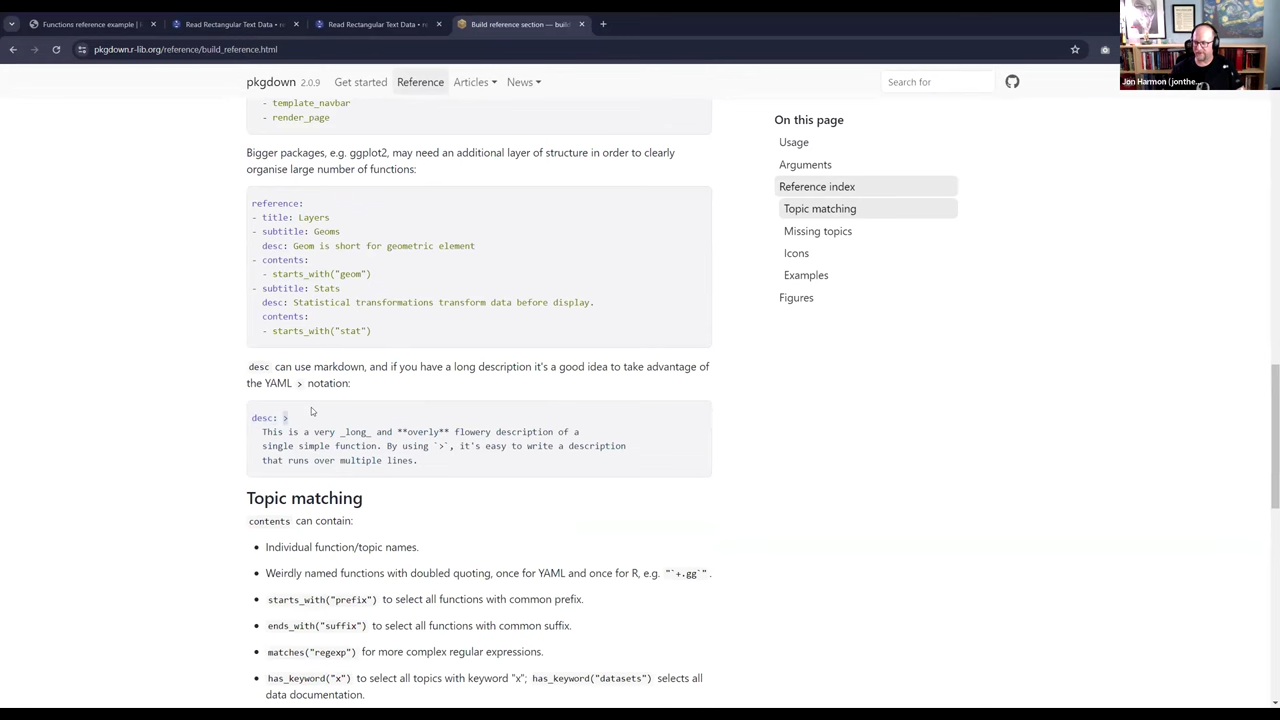 Functions reference example |
Read Rectangular Text Data •
Read Rectangular Text Data •
Build reference section — buil
pkgdown.r-lib.org/reference/build_reference.html
Jon Harmon (jonthe...
pkgdown 2.0.9 Get started Reference Articles News
Search for
- template_navbar
- render_page
Bigger packages, e.g. ggplot2, may need an additional layer of structure in order to clearly
organise large number of functions:
reference:
- title: Layers
- subtitle: Geoms
desc: Geom is short for geometric element
- contents:
- starts_with("geom")
- subtitle: Stats
desc: Statistical transformations transform data before display.
contents:
- starts_with("stat")
desc can use markdown, and if you have a long description it's a good idea to take advantage of
the YAML > notation:
desc: >
This is a very _long_ and **overly** flowery description of a
single simple function. By using `>`, it's easy to write a description
that runs over multiple lines.
Topic matching
contents can contain:
• Individual function/topic names.
• Weirdly named functions with doubled quoting, once for YAML and once for R, e.g. "`+.gg`".
• starts_with("prefix") to select all functions with common prefix.
• ends_with("suffix") to select all functions with common suffix.
• matches("regexp") for more complex regular expressions.
• has_keyword("x") to select all topics with keyword "x"; has_keyword("datasets") selects all
data documentation.
On this page
Usage
Arguments
Reference index
Topic matching
Missing topics
Icons
Examples
Figures